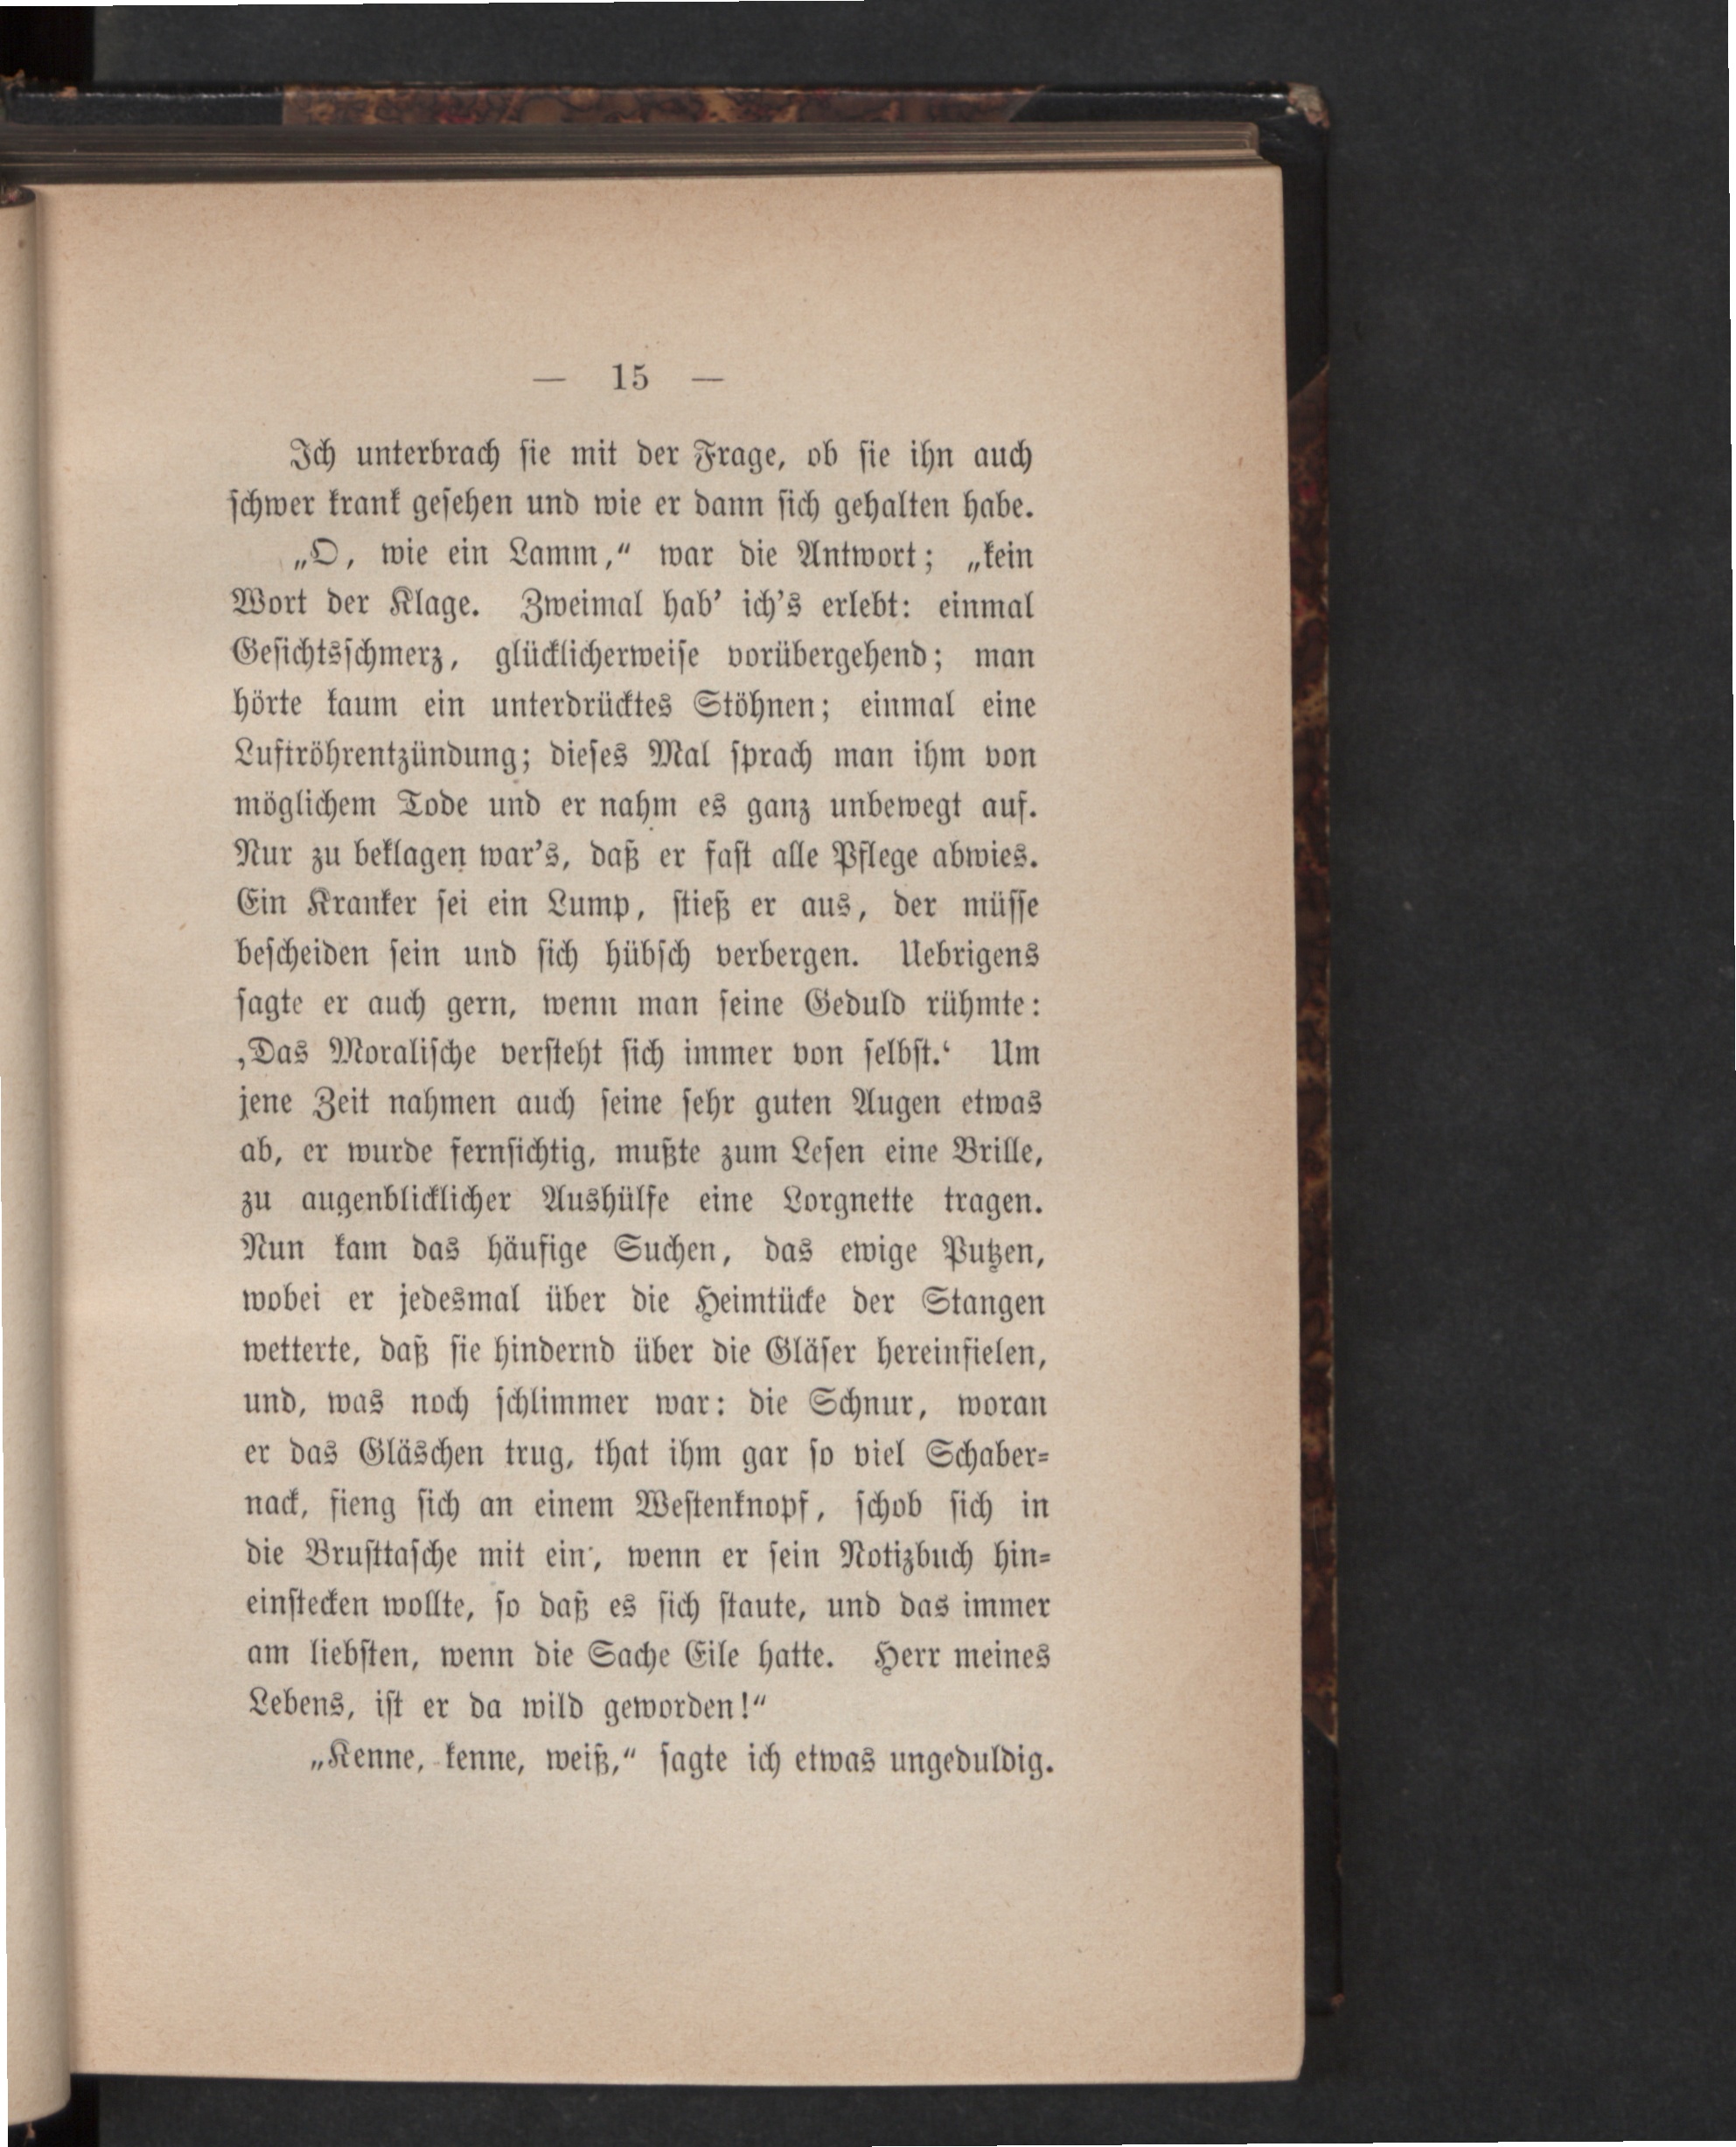 — 15 —
Ich unterbrach sie mit der Frage, ob sie ihn auch
schwer krank gesehen und wie er dann sich gehalten habe.
„O, wie ein Lamm,“ war die Antwort; „kein
Wort der Klage. Zweimal hab’ ich’s erlebt: einmal
Gesichtsschmerz, glücklicherweise vorübergehend; man
hörte kaum ein unterdrücktes Stöhnen; einmal eine
Luftröhrentzündung; dieses Mal sprach man ihm von
möglichem Tode und er nahm es ganz unbewegt auf.
Nur zu beklagen war’s, daß er fast alle Pflege abwies.
Ein Kranker sei ein Lump, stieß er aus, der müsse
bescheiden sein und sich hübsch verbergen. Uebrigens
sagte er auch gern, wenn man seine Geduld rühmte:
‚Das Moralische versteht sich immer von selbst.‘ Um
jene Zeit nahmen auch seine sehr guten Augen etwas
ab, er wurde fernsichtig, mußte zum Lesen eine Brille,
zu augenblicklicher Aushülfe eine Lorgnette tragen.
Nun kam das häufige Suchen, das ewige Putzen,
wobei er jedesmal über die Heimtücke der Stangen
wetterte, daß sie hindernd über die Gläser hereinfielen,
und, was noch schlimmer war: die Schnur, woran
er das Gläschen trug, that ihm gar so viel Schaber-
nack, fieng sich an einem Westenknopf, schob sich in
die Brusttasche mit ein, wenn er sein Notizbuch hin-
einstecken wollte, so daß es sich staute, und das immer
am liebsten, wenn die Sache Eile hatte. Herr meines
Lebens, ist er da wild geworden!“
„Kenne, kenne, weiß,“ sagte ich etwas ungeduldig.